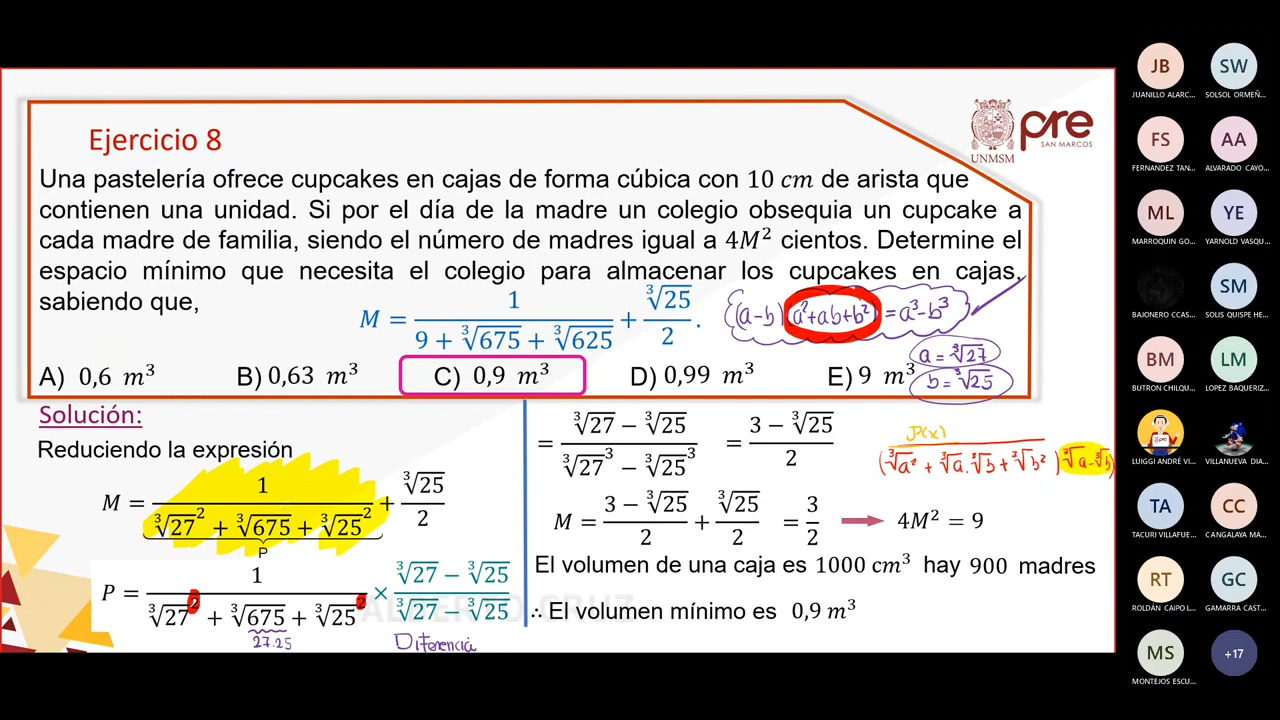 Ejercicio 8
UNMSM
pre
SAN MARCOS
Una pastelería ofrece cupcakes en cajas de forma cúbica con 10 cm de arista que
contienen una unidad. Si por el día de la madre un colegio obsequia un cupcake a
cada madre de familia, siendo el número de madres igual a 4M² cientos. Determine el
espacio mínimo que necesita el colegio para almacenar los cupcakes en cajas,
sabiendo que,
M = 1 / (9 + ∛675 + ∛625) + ∛25 / 2 .
(a-b)(a²+ab+b²) = a³-b³
a = ∛27
b = ∛25
A) 0,6 m³ B) 0,63 m³ C) 0,9 m³ D) 0,99 m³ E) 9 m³
Solución:
Reduciendo la expresión
M = 1 / (∛27² + ∛675 + ∛25²) + ∛25 / 2
P
P = 1 / (∛27² + ∛675 + ∛25²) × (∛27 − ∛25) / (∛27 − ∛25)
27.25
Diferencia
= (∛27 − ∛25) / (∛27³ − ∛25³) = (3 − ∛25) / 2
P(x) / (∛a² + ∛a . ∛b + ∛b²) ∛a - ∛b
M = (3 − ∛25) / 2 + ∛25 / 2 = 3 / 2 → 4M² = 9
El volumen de una caja es 1000 cm³ hay 900 madres
∴ El volumen mínimo es 0,9 m³
JB
JUANILLO ALARC...
SW
SOLSOL ORMEÑ...
FS
FERNANDEZ TAN...
AA
ALVARADO CAYO...
ML
MARROQUIN GO...
YE
YARNOLD VASQU...
BAJONERO CCAS...
SM
SOLIS QUISPE HE...
BM
BUTRON CHILQU...
LM
LOPEZ BAQUERIZ...
LUIGGI ANDRÉ VI...
VILLANUEVA DIA...
TA
TACURI VILLAFUE...
CC
CANGALAYA MA...
RT
ROLDÁN CAIPO L...
GC
GAMARRA CAST...
MS
MONTEJOS ESCU...
+17